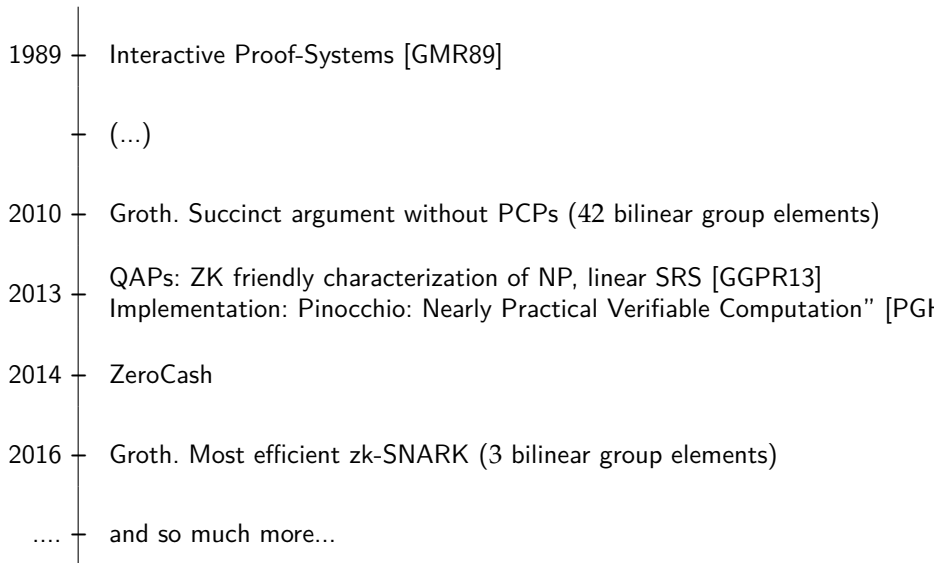 1989 Interactive Proof-Systems [GMR89]
(...)
2010 Groth. Succinct argument without PCPs (42 bilinear group elements)
QAPs: ZK friendly characterization of NP, linear SRS [GGPR13]
2013
Implementation: Pinocchio: Nearly Practical Verifiable Computation” 
2014 ZeroCash
2016 Groth. Most efficient zk-SNARK (3 bilinear group elements)
.... and so much more...